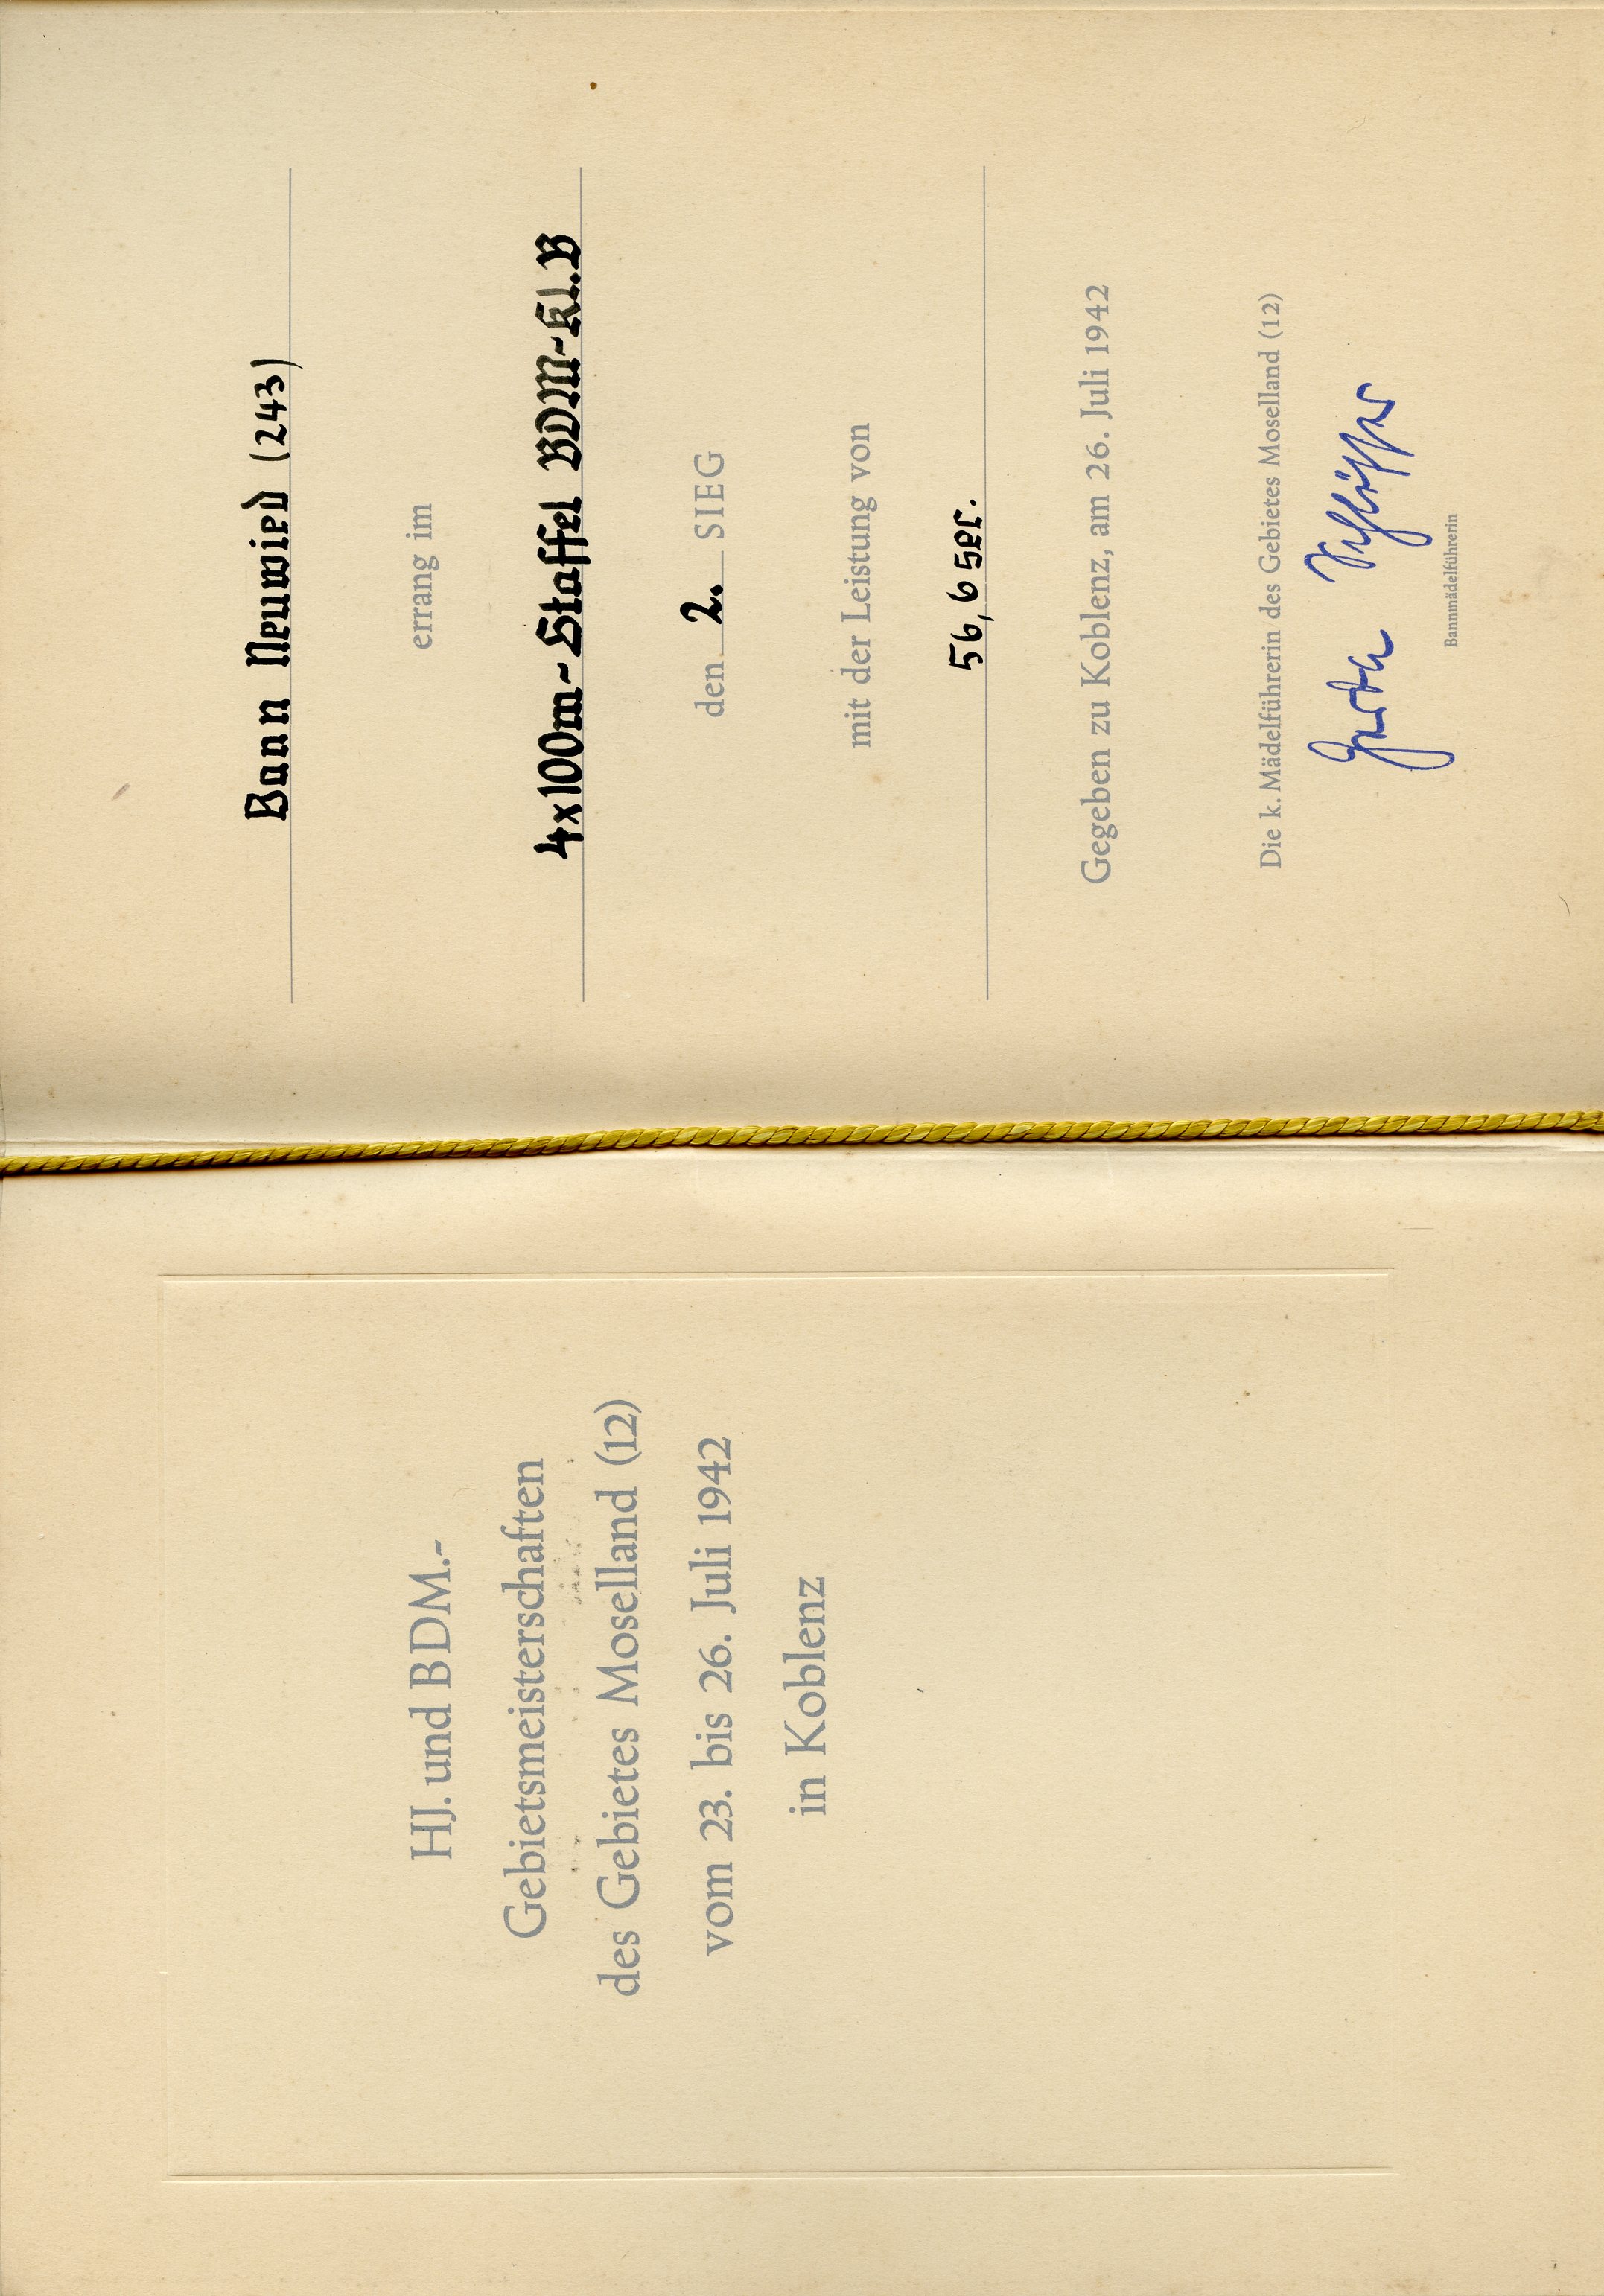 HJ. und BDM.-
Gebietsmeisterschaften
des Gebietes Moselland (12)
vom 23. bis 26. Juli 1942
in Koblenz
Bann Neuwied (243)
errang im
4x100m-Staffel BDM-Kl.B
den 2. SIEG
mit der Leistung von
56,6 sec.
Gegeben zu Koblenz, am 26. Juli 1942
Die k. Mädelführerin des Gebietes Moselland (12)
Gerda
Bannmädelführerin